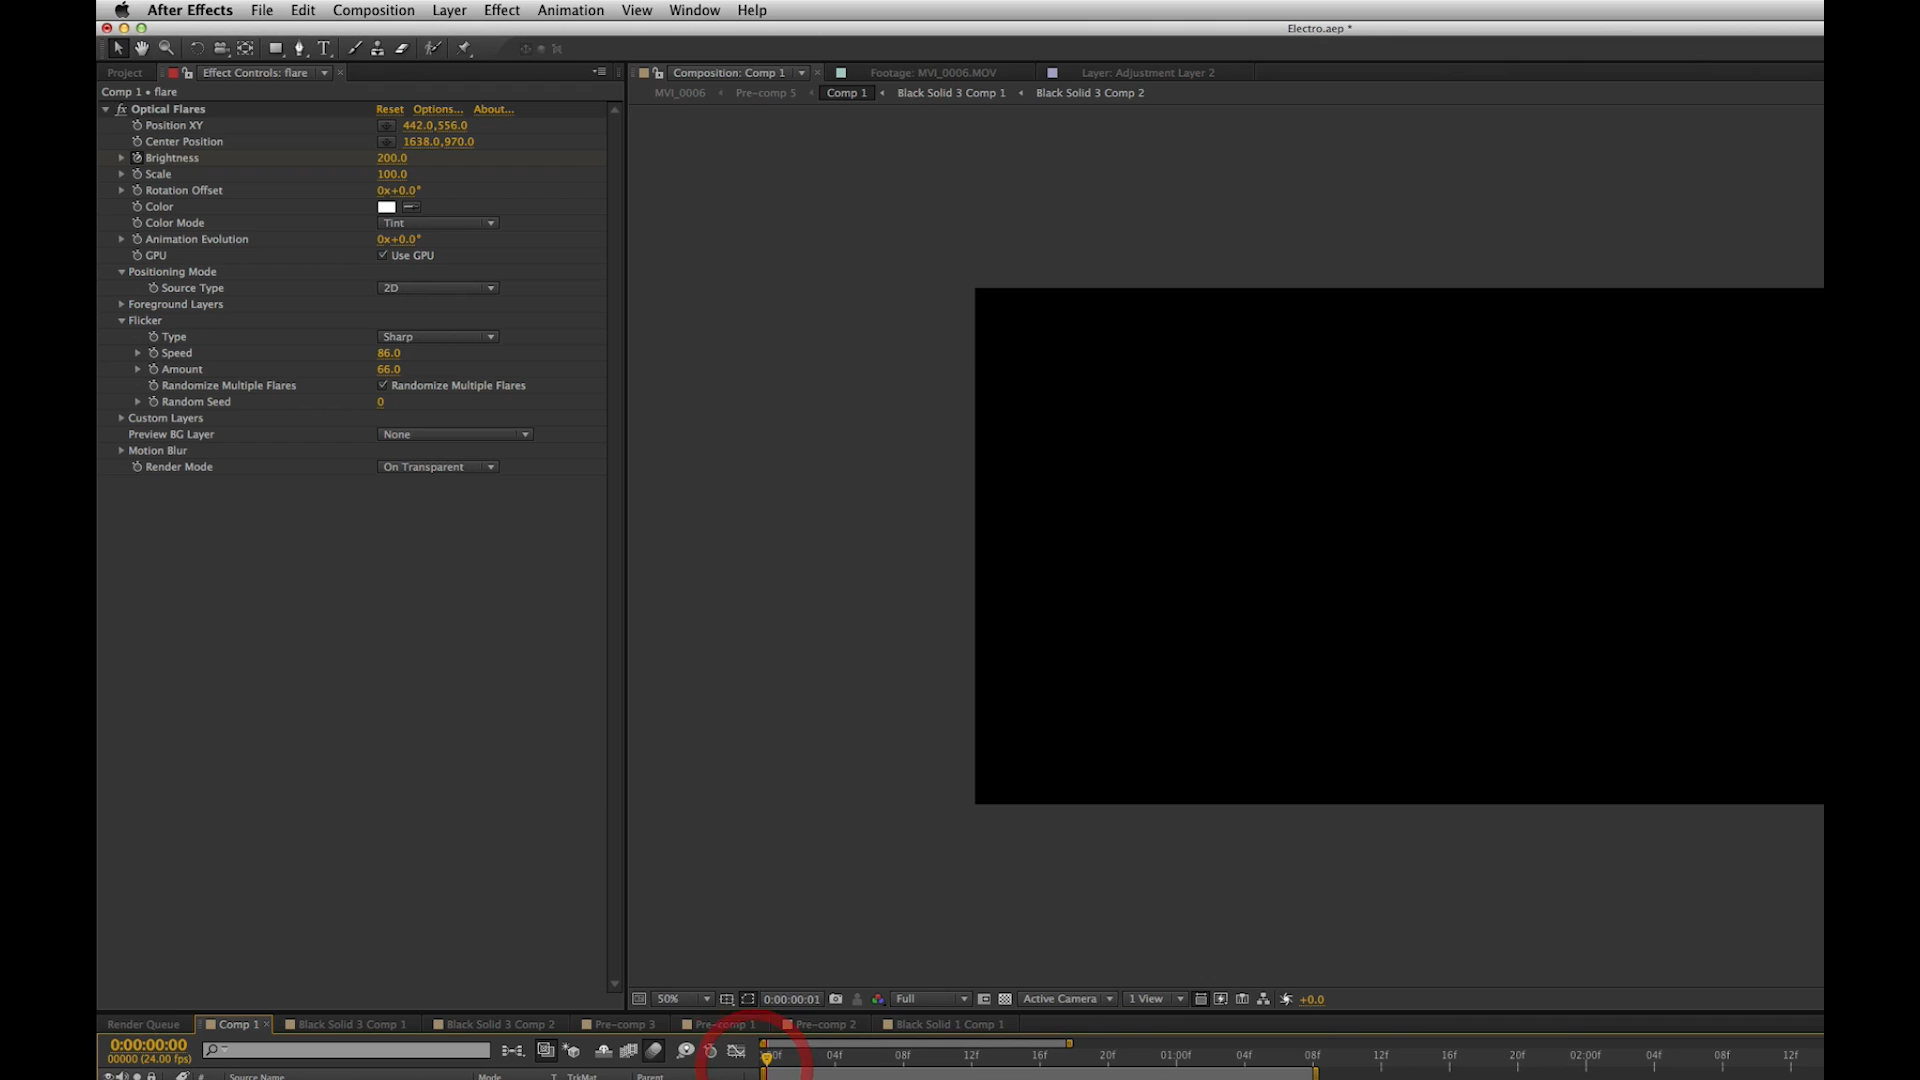 After Effects File Edit Composition Layer Effect Animation View Window Help
Electro.aep *
Project Effect Controls: flare
Composition: Comp 1 Footage: MVI_0006.MOV Layer: Adjustment Layer 2
Comp 1 • flare
MVI_0006 Pre-comp 5 Comp 1 Black Solid 3 Comp 1 Black Solid 3 Comp 2
fx Optical Flares Reset Options... About...
Position XY 442.0,556.0
Center Position 1638.0,970.0
Brightness 200.0
Scale 100.0
Rotation Offset 0x+0.0°
Color
Color Mode Tint
Animation Evolution 0x+0.0°
GPU Use GPU
Positioning Mode
Source Type 2D
Foreground Layers
Flicker
Type Sharp
Speed 86.0
Amount 66.0
Randomize Multiple Flares Randomize Multiple Flares
Random Seed 0
Custom Layers
Preview BG Layer None
Motion Blur
Render Mode On Transparent
50% 0:00:00:01 Full Active Camera 1 View +0.0
Render Queue Comp 1 Black Solid 3 Comp 1 Black Solid 3 Comp 2 Pre-comp 3 Pre-comp 1 Pre-comp 2 Black Solid 1 Comp 1
0:00:00:00
00000 (24.00 fps)
04f 08f 12f 16f 20f 01:00f 04f 08f 12f 16f 20f 02:00f 04f 08f 12f
# Source Name Mode T TrkMat Parent